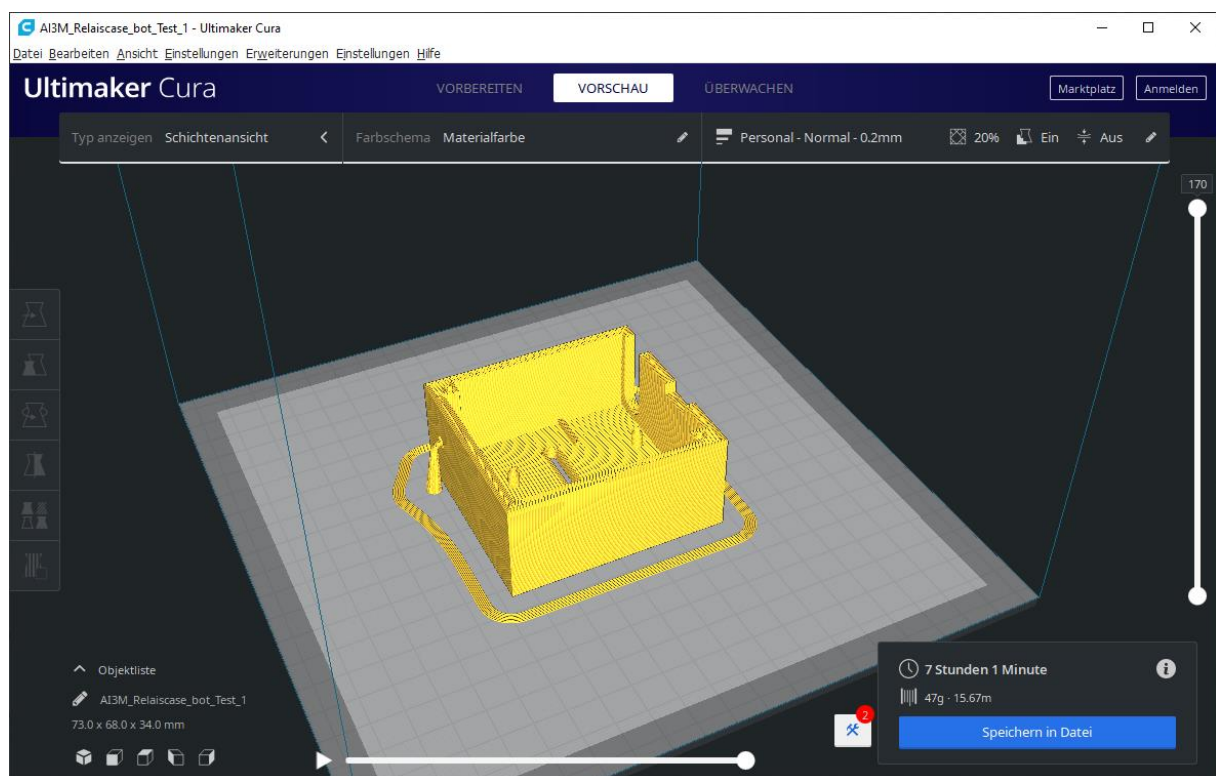 AI3M_Relaiscase_bot_Test_1 - Ultimaker Cura
Datei Bearbeiten Ansicht Einstellungen Erweiterungen Einstellungen Hilfe
Ultimaker Cura VORBEREITEN VORSCHAU ÜBERWACHEN Marktplatz Anmelden
Typ anzeigen Schichtenansicht Farbschema Materialfarbe Personal - Normal - 0.2mm 20% Ein Aus
170
Objektliste
AI3M_Relaiscase_bot_Test_1
73.0 x 68.0 x 34.0 mm
7 Stunden 1 Minute
47g · 15.67m
2
Speichern in Datei